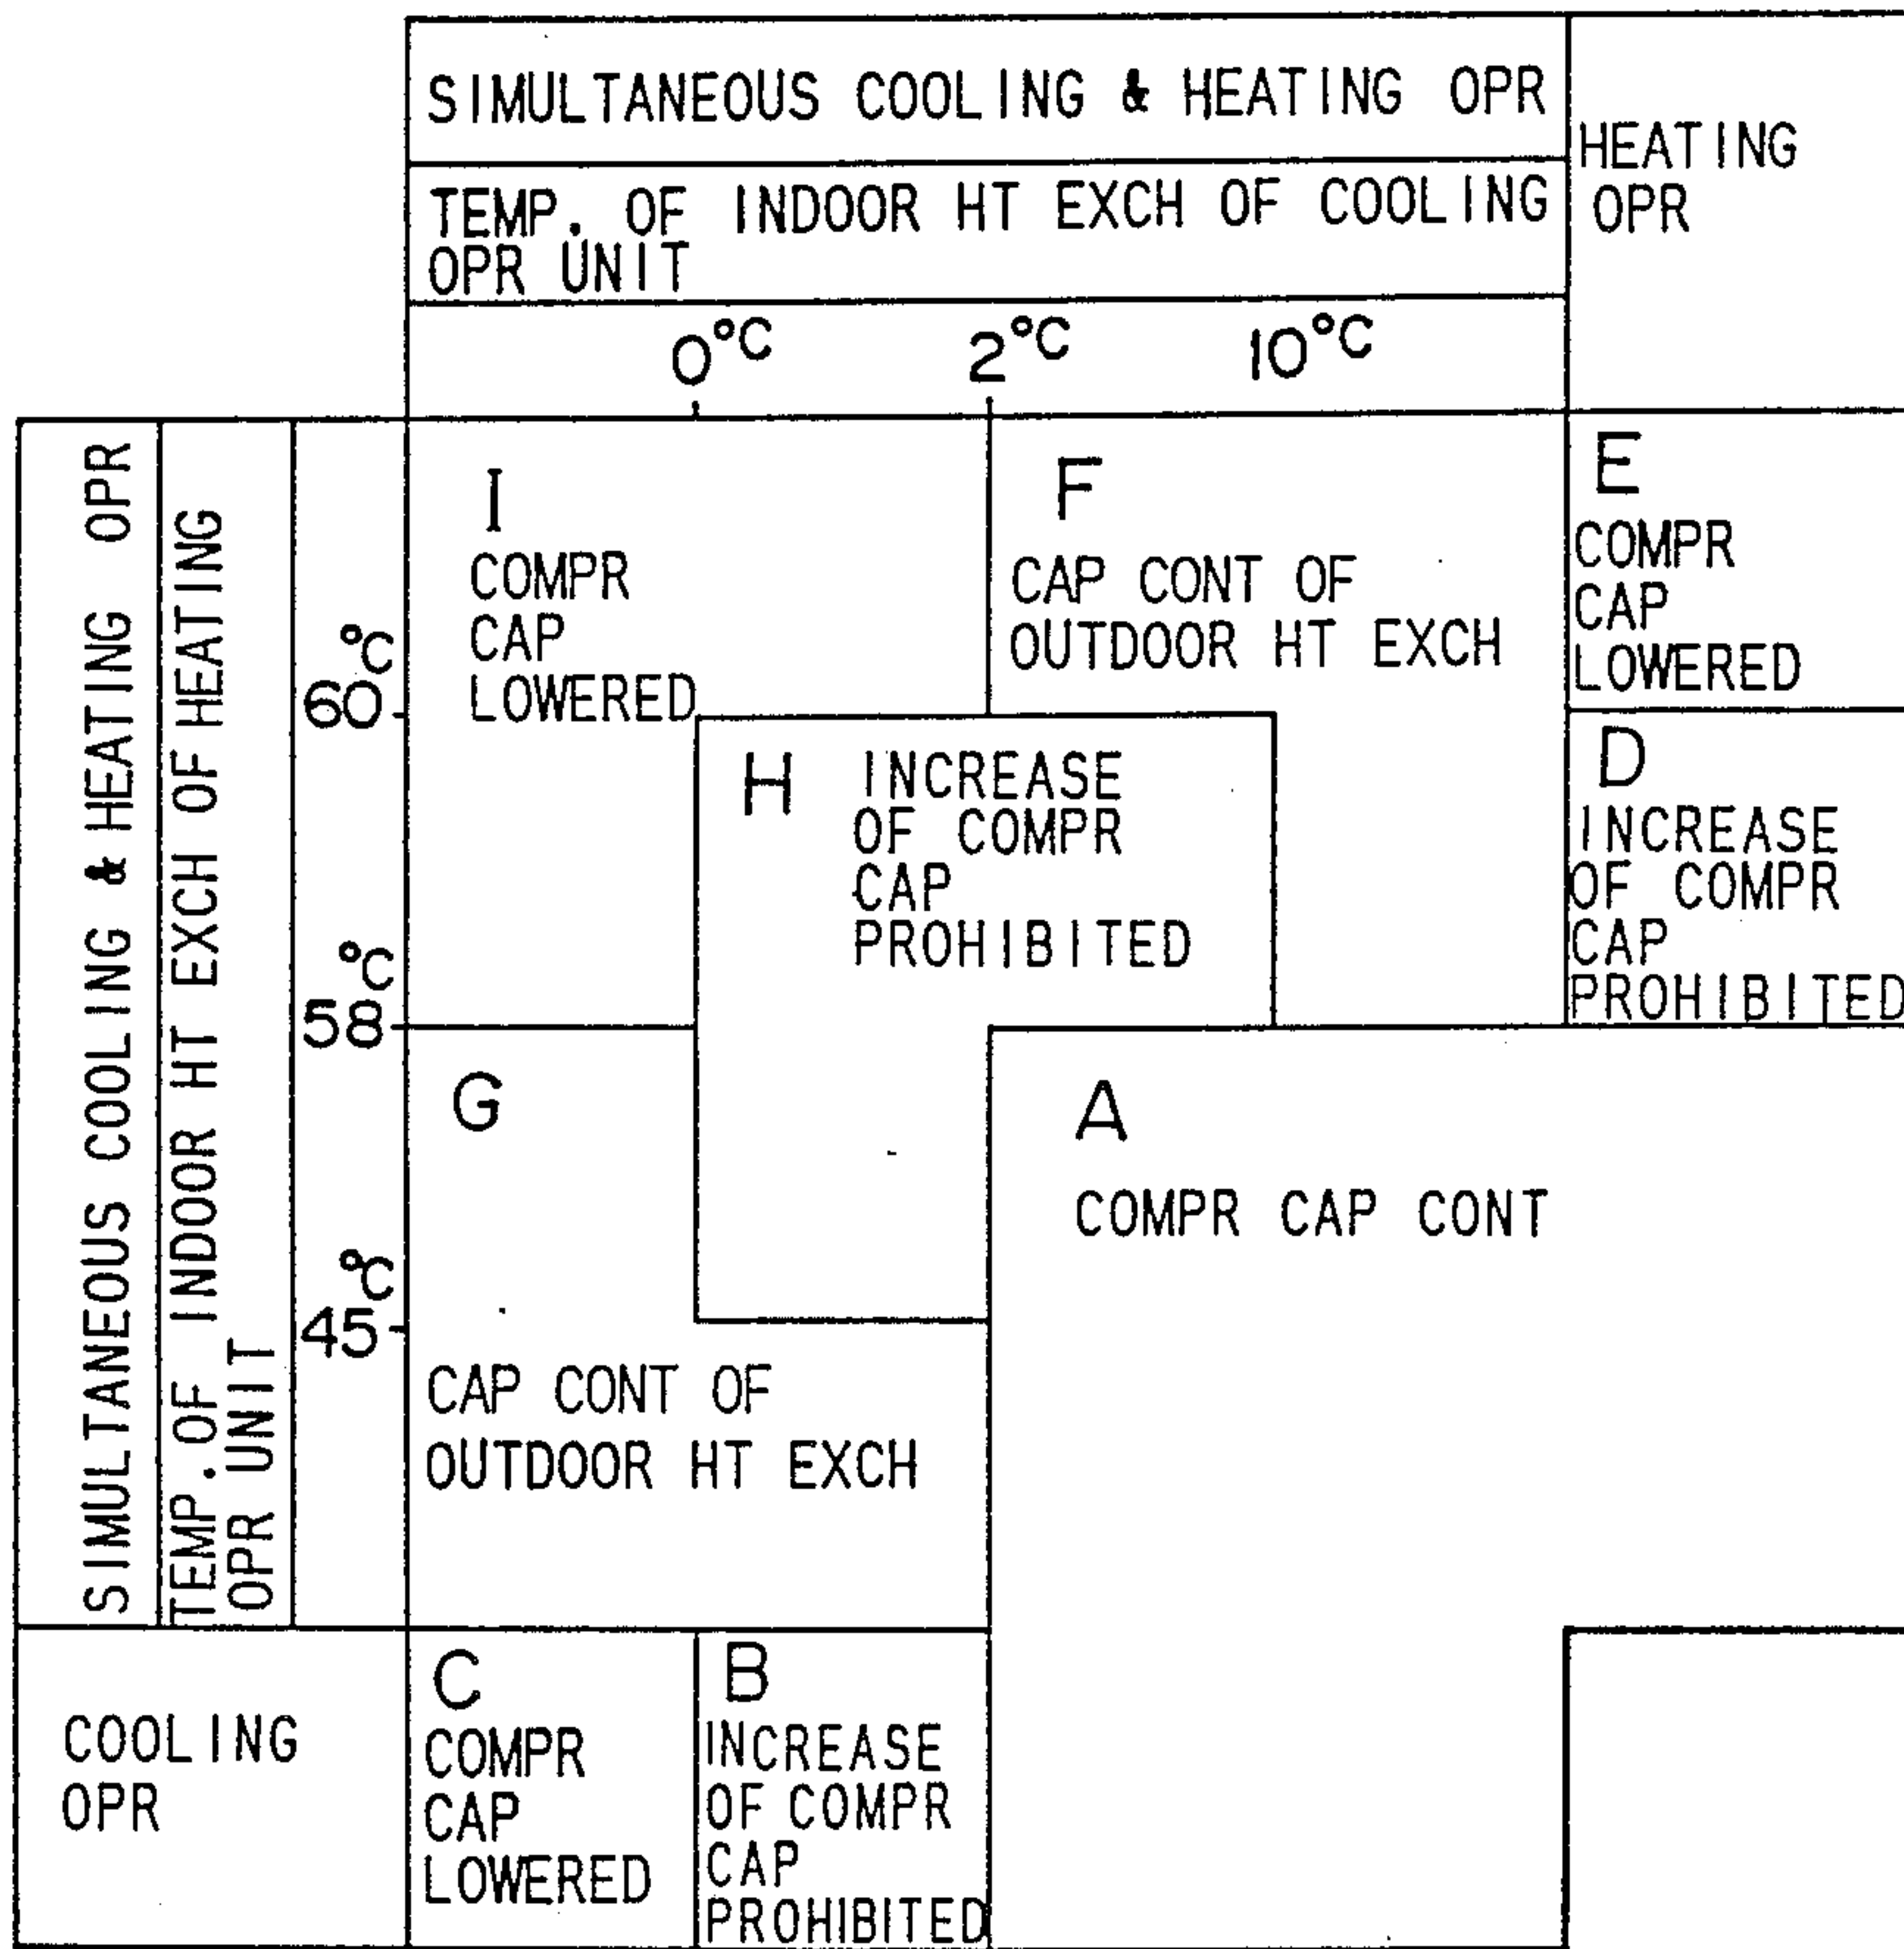 SIMULTANEOUS COOLING & HEATING OPR
HEATING
OPR
TEMP. OF INDOOR HT EXCH OF COOLING
OPR UNIT
0°C
2°C
10°C
SIMULTANEOUS COOLING & HEATING OPR
TEMP. OF INDOOR HT EXCH OF HEATING
OPR UNIT
°C
60
°C
58
°C
45
I
COMPR
CAP
LOWERED
F
CAP CONT OF
OUTDOOR HT EXCH
E
COMPR
CAP
LOWERED
H INCREASE
OF COMPR
CAP
PROHIBITED
D
INCREASE
OF COMPR
CAP
PROHIBITED
G
CAP CONT OF
OUTDOOR HT EXCH
A
COMPR CAP CONT
COOLING
OPR
C
COMPR
CAP
LOWERED
B
INCREASE
OF COMPR
CAP
PROHIBITED